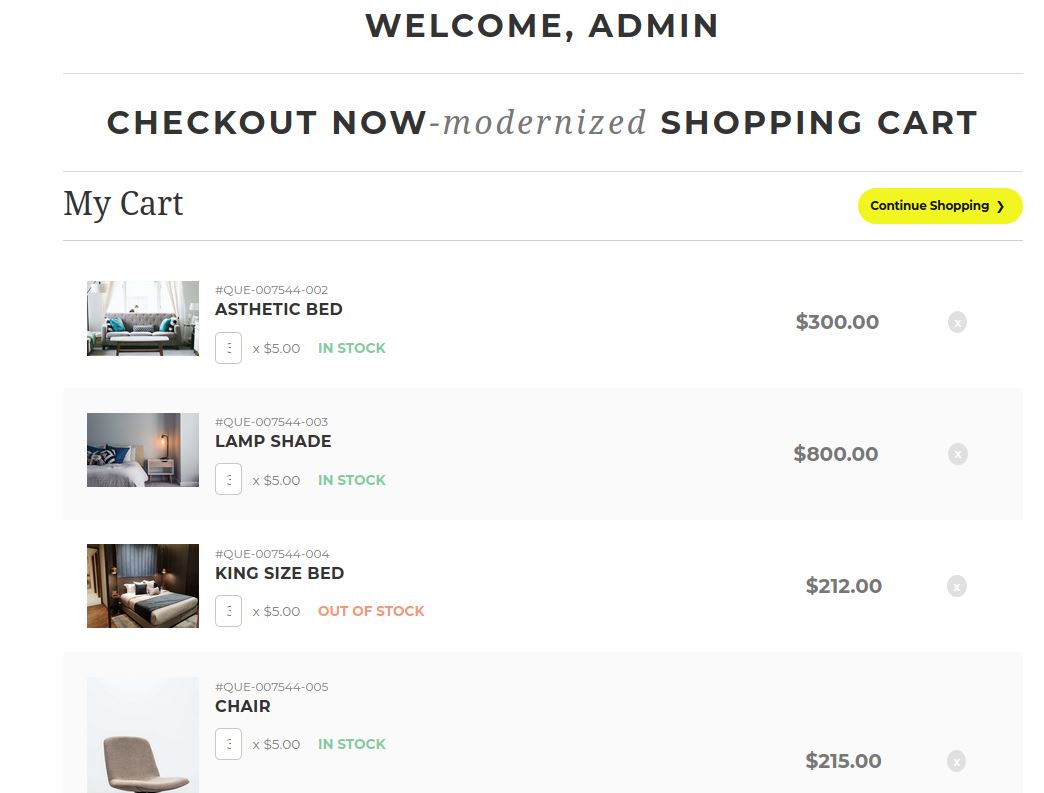 WELCOME, ADMIN
CHECKOUT NOW-modernized SHOPPING CART
My Cart
Continue Shopping ❯
#QUE-007544-002
ASTHETIC BED
$300.00 x
x $5.00 IN STOCK
#QUE-007544-003
LAMP SHADE
$800.00 x
x $5.00 IN STOCK
#QUE-007544-004
KING SIZE BED
$212.00 x
x $5.00 OUT OF STOCK
#QUE-007544-005
CHAIR
x $5.00 IN STOCK
$215.00 x